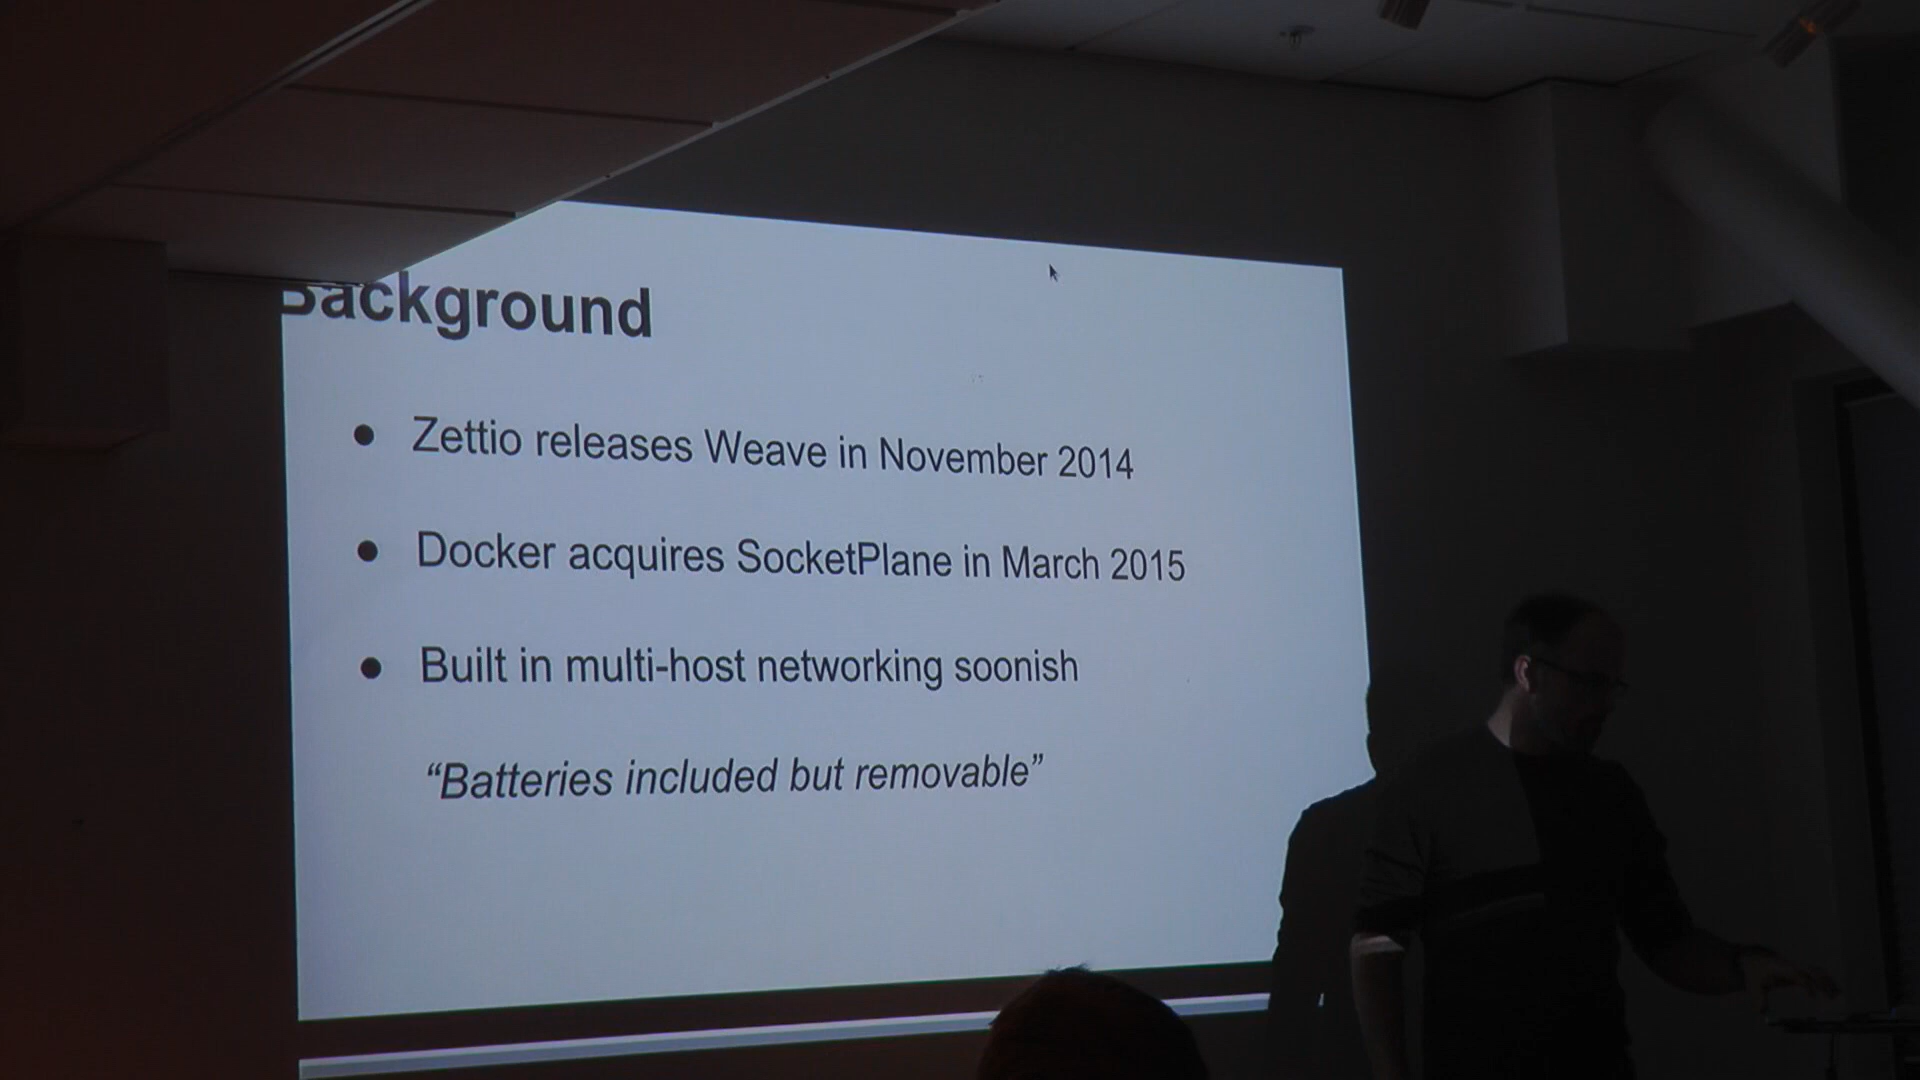 Background
● Zettio releases Weave in November 2014
● Docker acquires SocketPlane in March 2015
● Built in multi-host networking soonish
“Batteries included but removable”